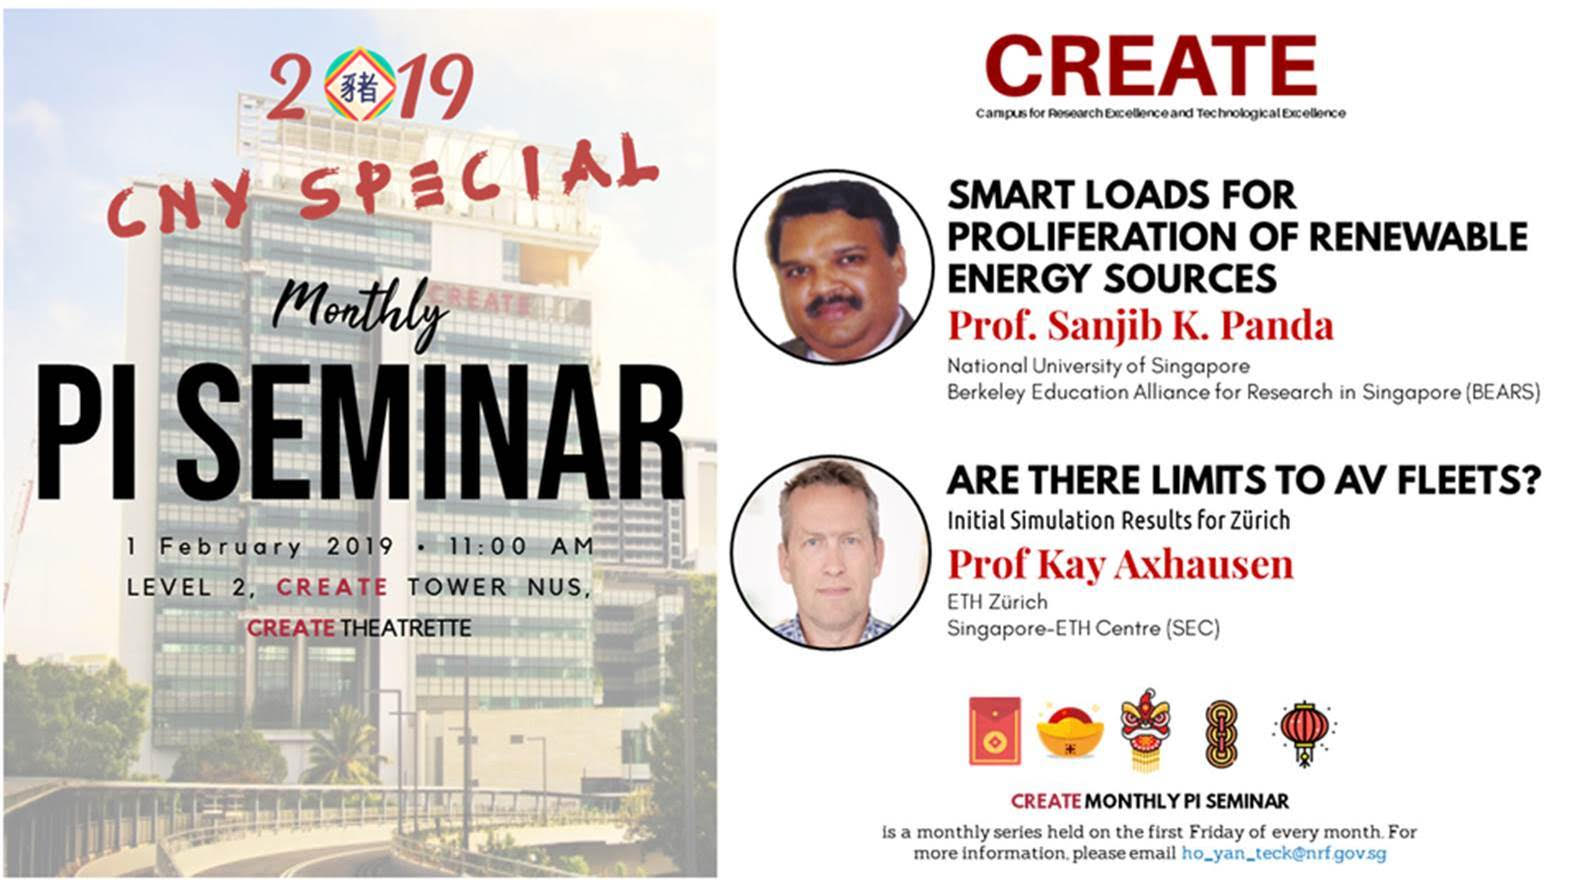 2 豬 19
CNY SPECIAL
Monthly
CREATE
PI SEMINAR
1 February 2019 • 11:00 AM
LEVEL 2, CREATE TOWER NUS,
CREATE THEATRETTE
CREATE
Campus for Research Excellence and Technological Excellence
SMART LOADS FOR
PROLIFERATION OF RENEWABLE
ENERGY SOURCES
Prof. Sanjib K. Panda
National University of Singapore
Berkeley Education Alliance for Research in Singapore (BEARS)
ARE THERE LIMITS TO AV FLEETS?
Initial Simulation Results for Zürich
Prof Kay Axhausen
ETH Zürich
Singapore-ETH Centre (SEC)
CREATE MONTHLY PI SEMINAR
is a monthly series held on the first Friday of every month. For
more information, please email ho_yan_teck@nrf.gov.sg